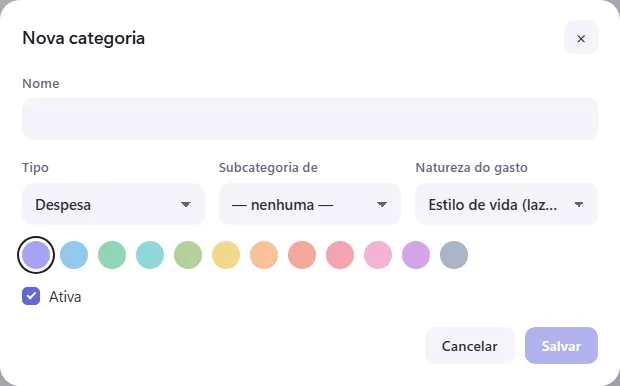 Nova categoria
×
Nome
Tipo
Subcategoria de
Natureza do gasto
Despesa
— nenhuma —
Estilo de vida (laz...
Ativa
Cancelar
Salvar